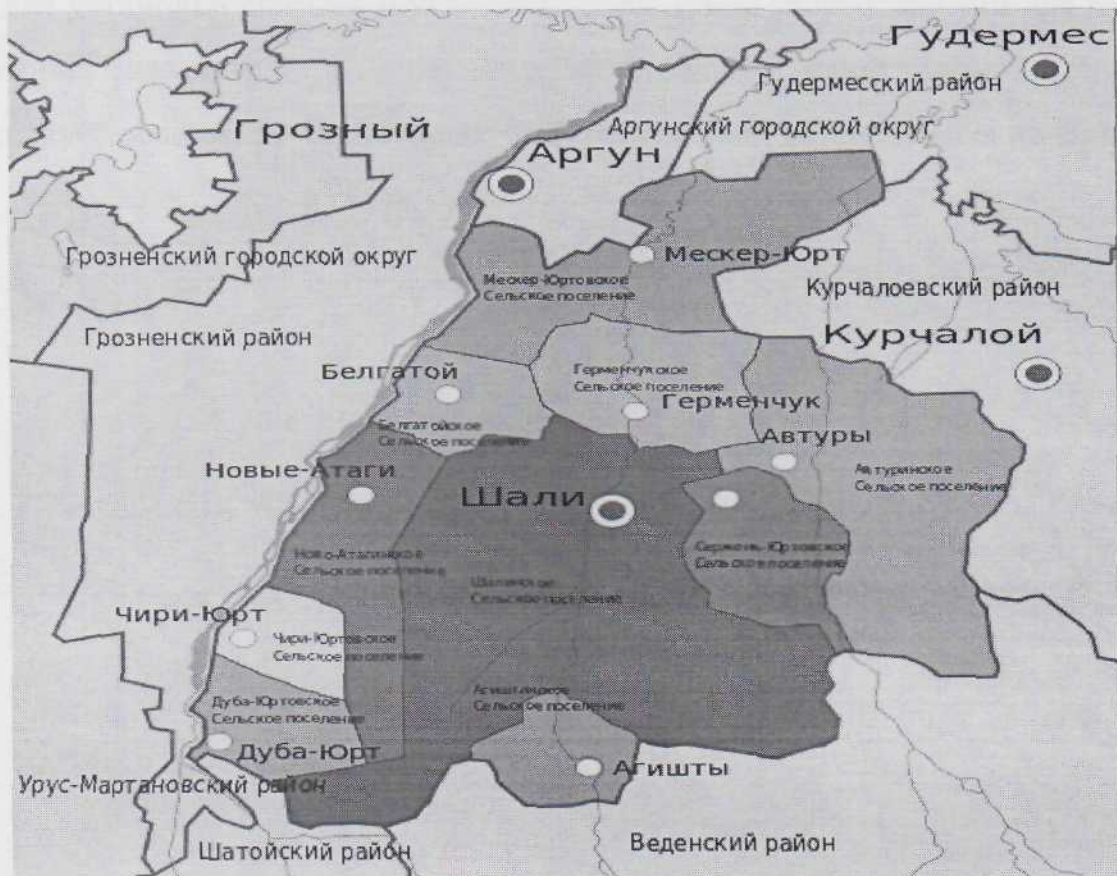 Гудермес
Гудермесский район
Грозный
Аргунский городской округ
Аргун
Грозненский городской округ
Мескер-Юрт
Мескер-Юртовское
Сельское поселение
Курчалоевский район
Грозненский район
Курчалой
Белгатой
Герменчукское
Сельское поселение
Герменчук
Белгатойское
Сельское поселение
Автуры
Новые-Атаги
Автуринское
Сельское поселение
Шали
Ново-Атагинское
Сельское поселение
Сержень-Юртовское
Сельское поселение
Шалинское
Сельское поселение
Чири-Юрт
Чири-Юртовское
Сельское поселение
Дуба-Юртовское
Сельское поселение
Агиштинское
Сельское поселение
Дуба-Юрт
Агишты
Урус-Мартановский район
Шатойский район
Веденский район